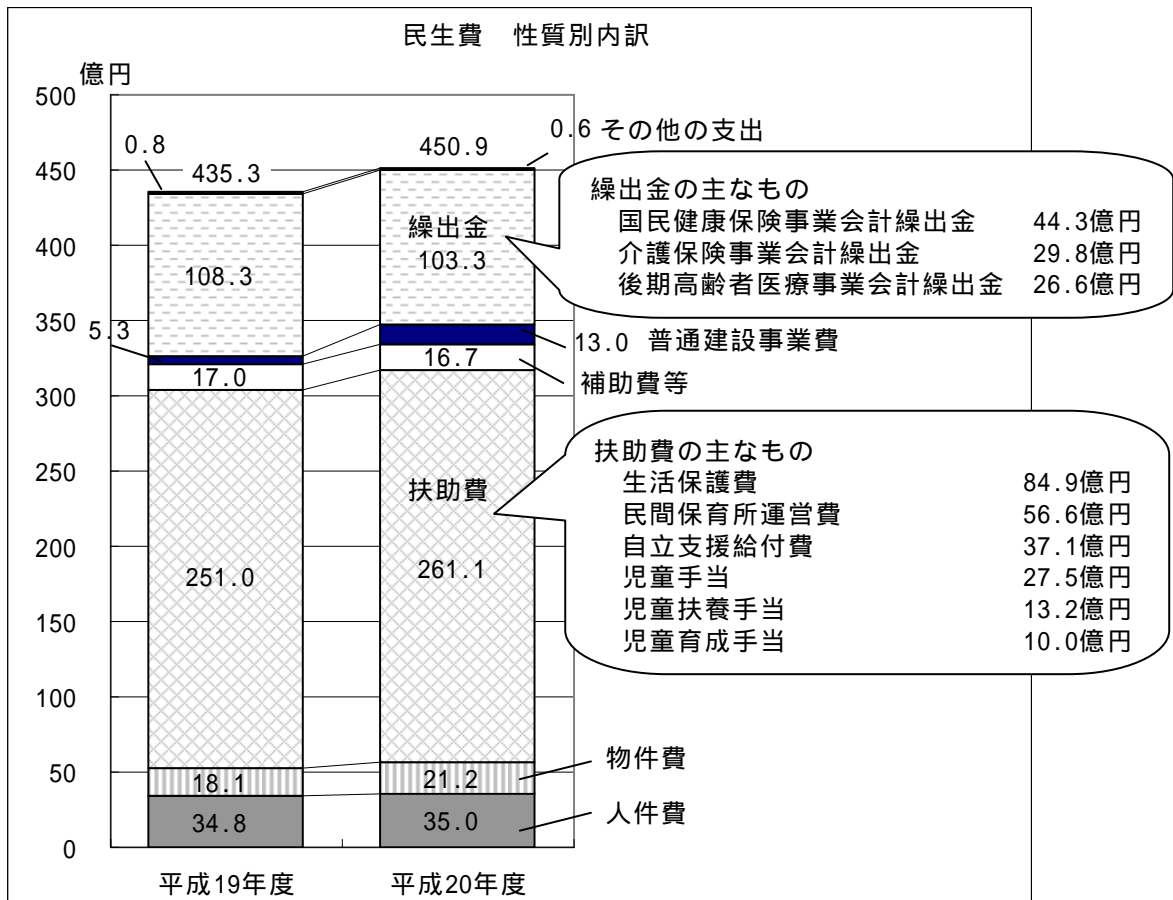 民生費　性質別内訳
億円
500
450
400
350
300
250
200
150
100
50
0
0.8
435.3
108.3
5.3
17.0
251.0
18.1
34.8
平成19年度
450.9
0.6 その他の支出
繰出金
103.3
13.0 普通建設事業費
16.7
補助費等
扶助費
261.1
21.2
物件費
35.0
人件費
平成20年度
繰出金の主なもの
国民健康保険事業会計繰出金 44.3億円
介護保険事業会計繰出金 29.8億円
後期高齢者医療事業会計繰出金 26.6億円
扶助費の主なもの
生活保護費 84.9億円
民間保育所運営費 56.6億円
自立支援給付費 37.1億円
児童手当 27.5億円
児童扶養手当 13.2億円
児童育成手当 10.0億円